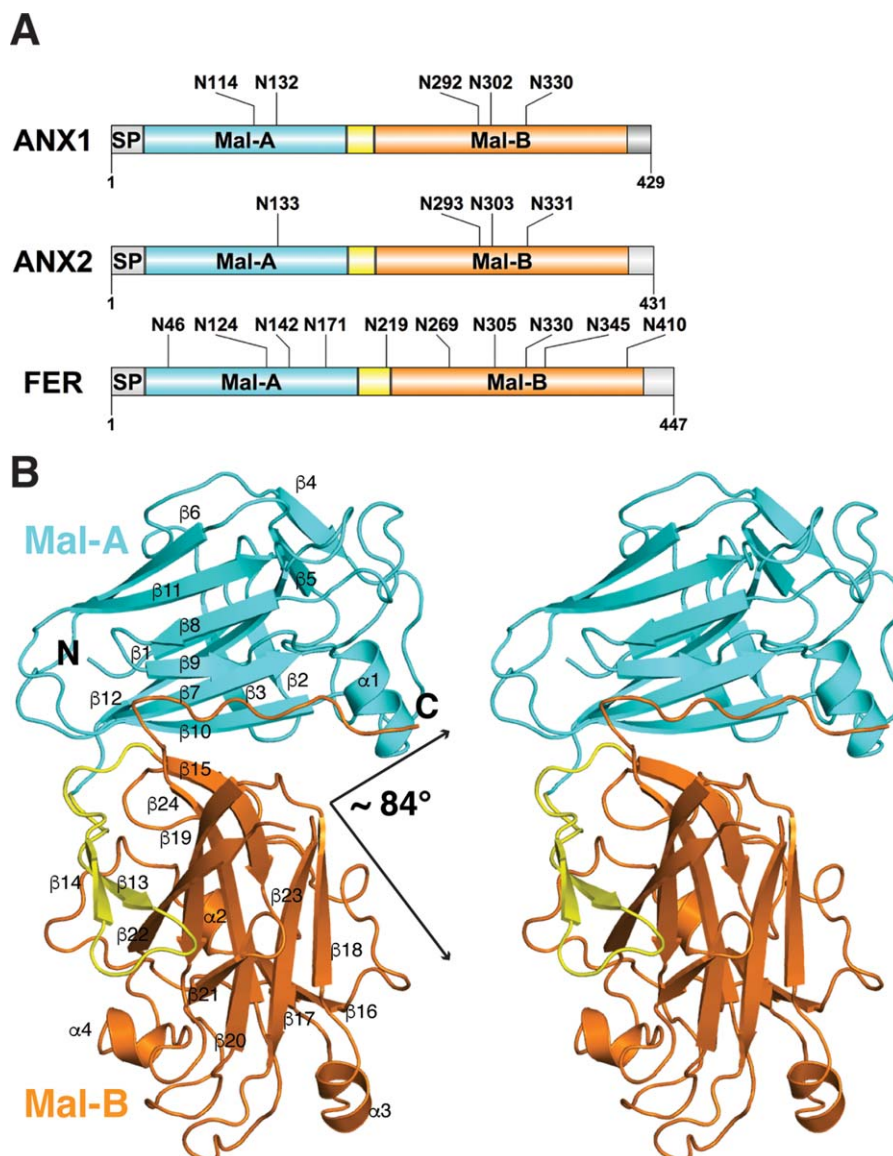 A
N114 N132 N292 N302 N330
ANX1 SP Mal-A Mal-B
1 429
N133 N293 N303 N331
ANX2 SP Mal-A Mal-B
1 431
N46 N124 N142 N171 N219 N269 N305 N330 N345 N410
FER SP Mal-A Mal-B
1 447
B
β4
β6
Mal-A
β5
β11
β8
N β1
β9
β2 α1
β12 β7 β3
C
β10
β15
β24 ~ 84°
β19
β14 β13
β23
α2
β22
β18
β21
β16
β17
α4
β20
Mal-B
α3